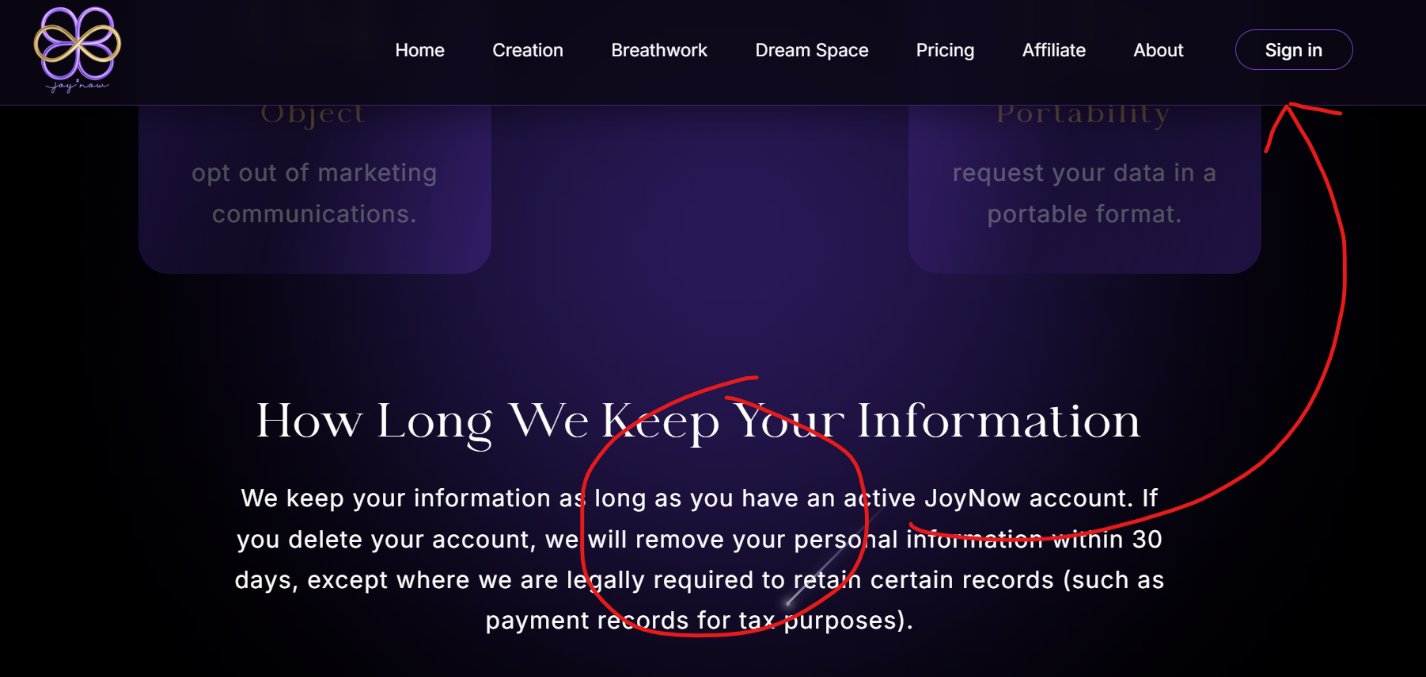 joy*now
Home Creation Breathwork Dream Space Pricing Affiliate About Sign in
Object
opt out of marketing
communications.
Portability
request your data in a
portable format.
How Long We Keep Your Information
We keep your information as long as you have an active JoyNow account. If
you delete your account, we will remove your personal information within 30
days, except where we are legally required to retain certain records (such as
payment records for tax purposes).